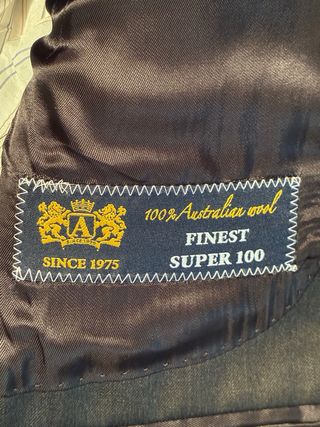 A
SINCE 1975
100% Australian wool
FINEST
SUPER 100